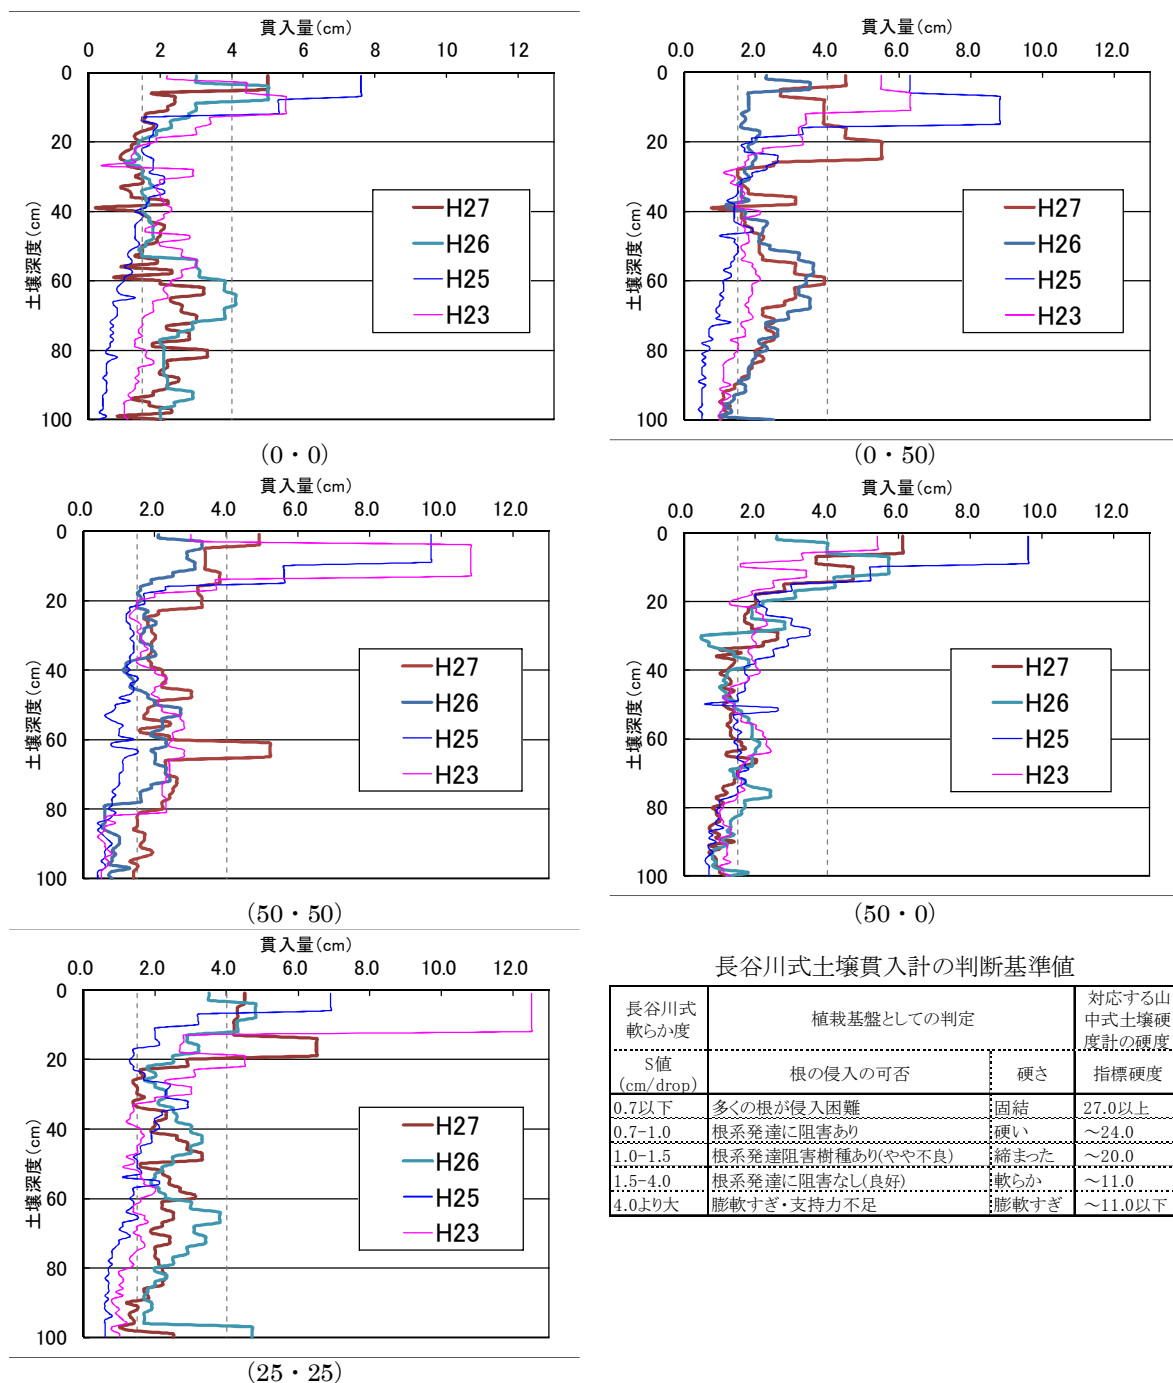 貫入量(cm)
0 2 4 6 8 10 12
0
20
40
60
80
100
土壌深度(cm)
H27
H26
H25
H23
(0・0)
貫入量(cm)
0.0 2.0 4.0 6.0 8.0 10.0 12.0
0
20
40
60
80
100
土壌深度(cm)
H27
H26
H25
H23
(0・50)
貫入量(cm)
0.0 2.0 4.0 6.0 8.0 10.0 12.0
0
20
40
60
80
100
土壌深度(cm)
H27
H26
H25
H23
(50・50)
貫入量(cm)
0.0 2.0 4.0 6.0 8.0 10.0 12.0
0
20
40
60
80
100
土壌深度(cm)
H27
H26
H25
H23
(50・0)
貫入量(cm)
0.0 2.0 4.0 6.0 8.0 10.0 12.0
0
20
40
60
80
100
土壌深度(cm)
H27
H26
H25
H23
(25・25)
長谷川式土壌貫入計の判断基準値
長谷川式
軟らか度
植栽基盤としての判定
対応する山
中式土壌硬
度計の硬度
S値
(cm/drop)
根の侵入の可否 硬さ 指標硬度
0.7以下 多くの根が侵入困難 固結 27.0以上
0.7-1.0 根系発達に阻害あり 硬い ～24.0
1.0-1.5 根系発達阻害樹種あり(やや不良) 締まった ～20.0
1.5-4.0 根系発達に阻害なし(良好) 軟らか ～11.0
4.0より大 膨軟すぎ・支持力不足 膨軟すぎ ～11.0以下